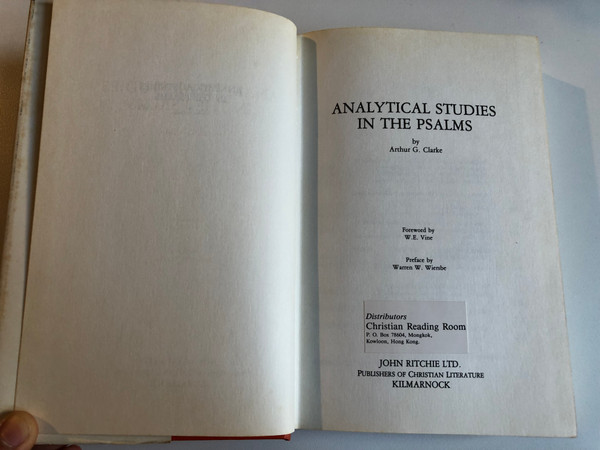 ANALYTICAL STUDIES
IN THE PSALMS
by
Arthur G. Clarke
Foreword by
W.E. Vine
Preface by
Warren W. Wiersbe
Distributors
Christian Reading Room
P. O. Box 78604, Mongkok,
Kowloon, Hong Kong.
JOHN RITCHIE LTD.
PUBLISHERS OF CHRISTIAN LITERATURE
KILMARNOCK